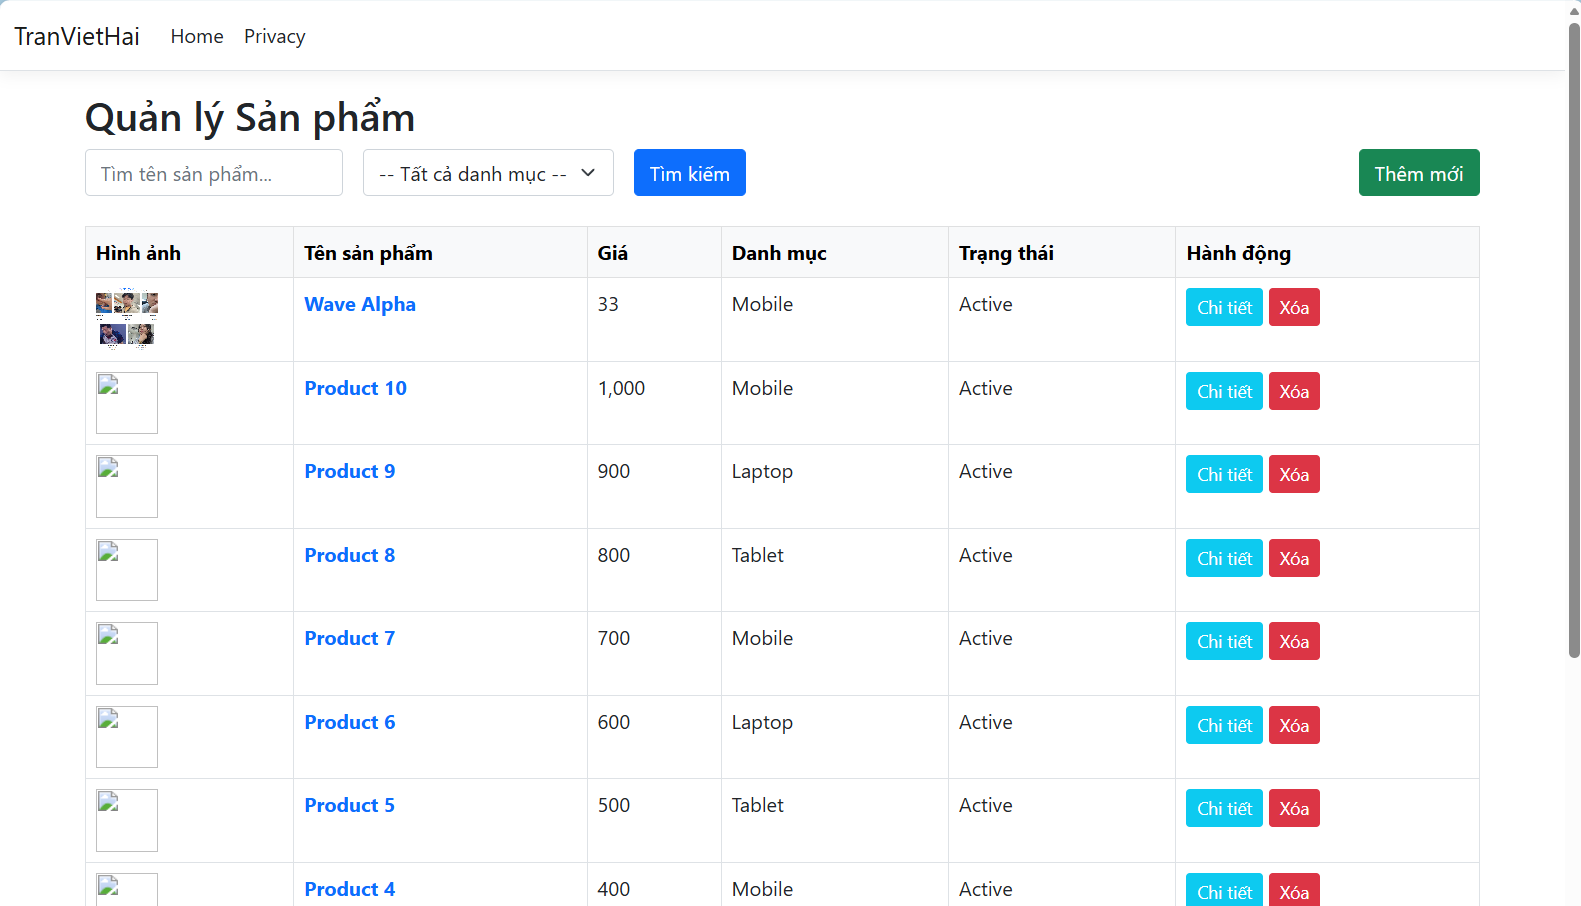 TranVietHai Home Privacy
Quản lý Sản phẩm
Tìm tên sản phẩm... -- Tất cả danh mục -- Tìm kiếm Thêm mới
Hình ảnh Tên sản phẩm Giá Danh mục Trạng thái Hành động
Wave Alpha 33 Mobile Active Chi tiết Xóa
Product 10 1,000 Mobile Active Chi tiết Xóa
Product 9 900 Laptop Active Chi tiết Xóa
Product 8 800 Tablet Active Chi tiết Xóa
Product 7 700 Mobile Active Chi tiết Xóa
Product 6 600 Laptop Active Chi tiết Xóa
Product 5 500 Tablet Active Chi tiết Xóa
Product 4 400 Mobile Active Chi tiết Xóa